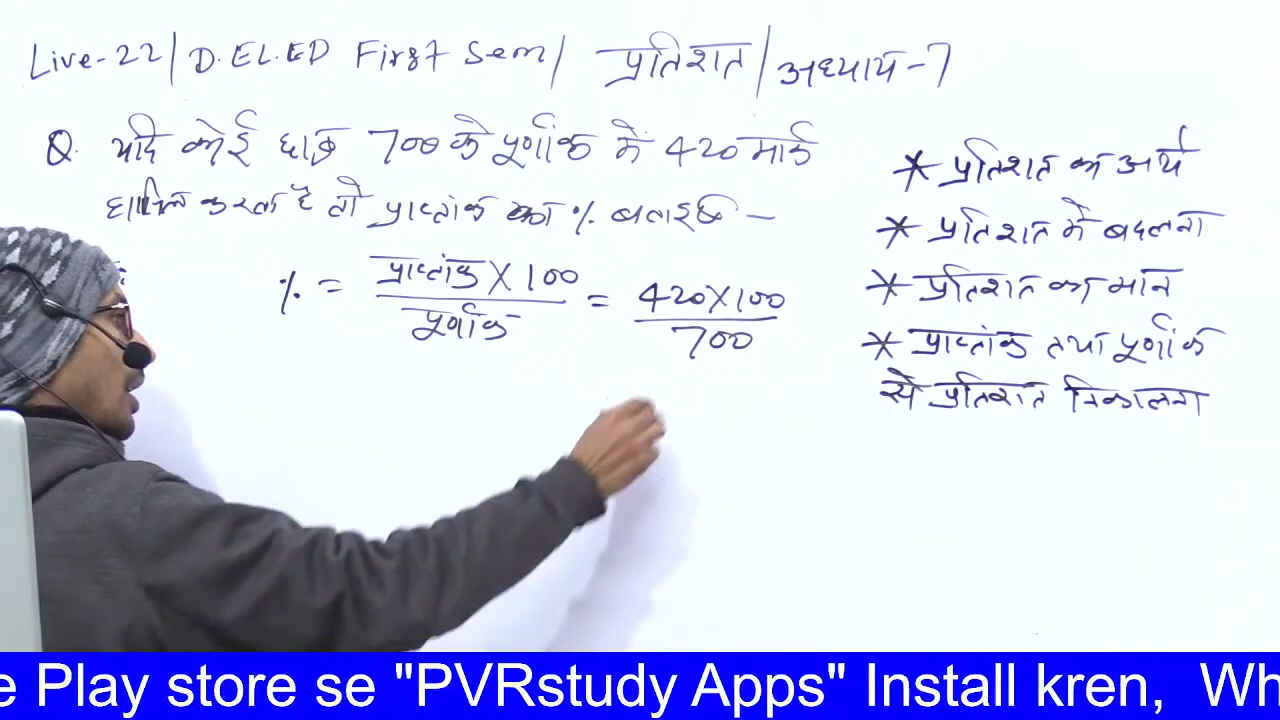 Live-22 / D.EL.ED First Sem / प्रतिशत / अध्याय-7
Q. यदि कोई छात्र 700 के पूर्णांक में 420 मार्क
हासिल करता है तो प्राप्तांक का % बताइए -
% = प्राप्तांक × 100 / पूर्णांक = 420 × 100 / 700
* प्रतिशत का अर्थ
* प्रतिशत में बदलना
* प्रतिशत का मान
* प्राप्तांक तथा पूर्णांक
से प्रतिशत निकालना
e Play store se "PVRstudy Apps" Install kren, Wh